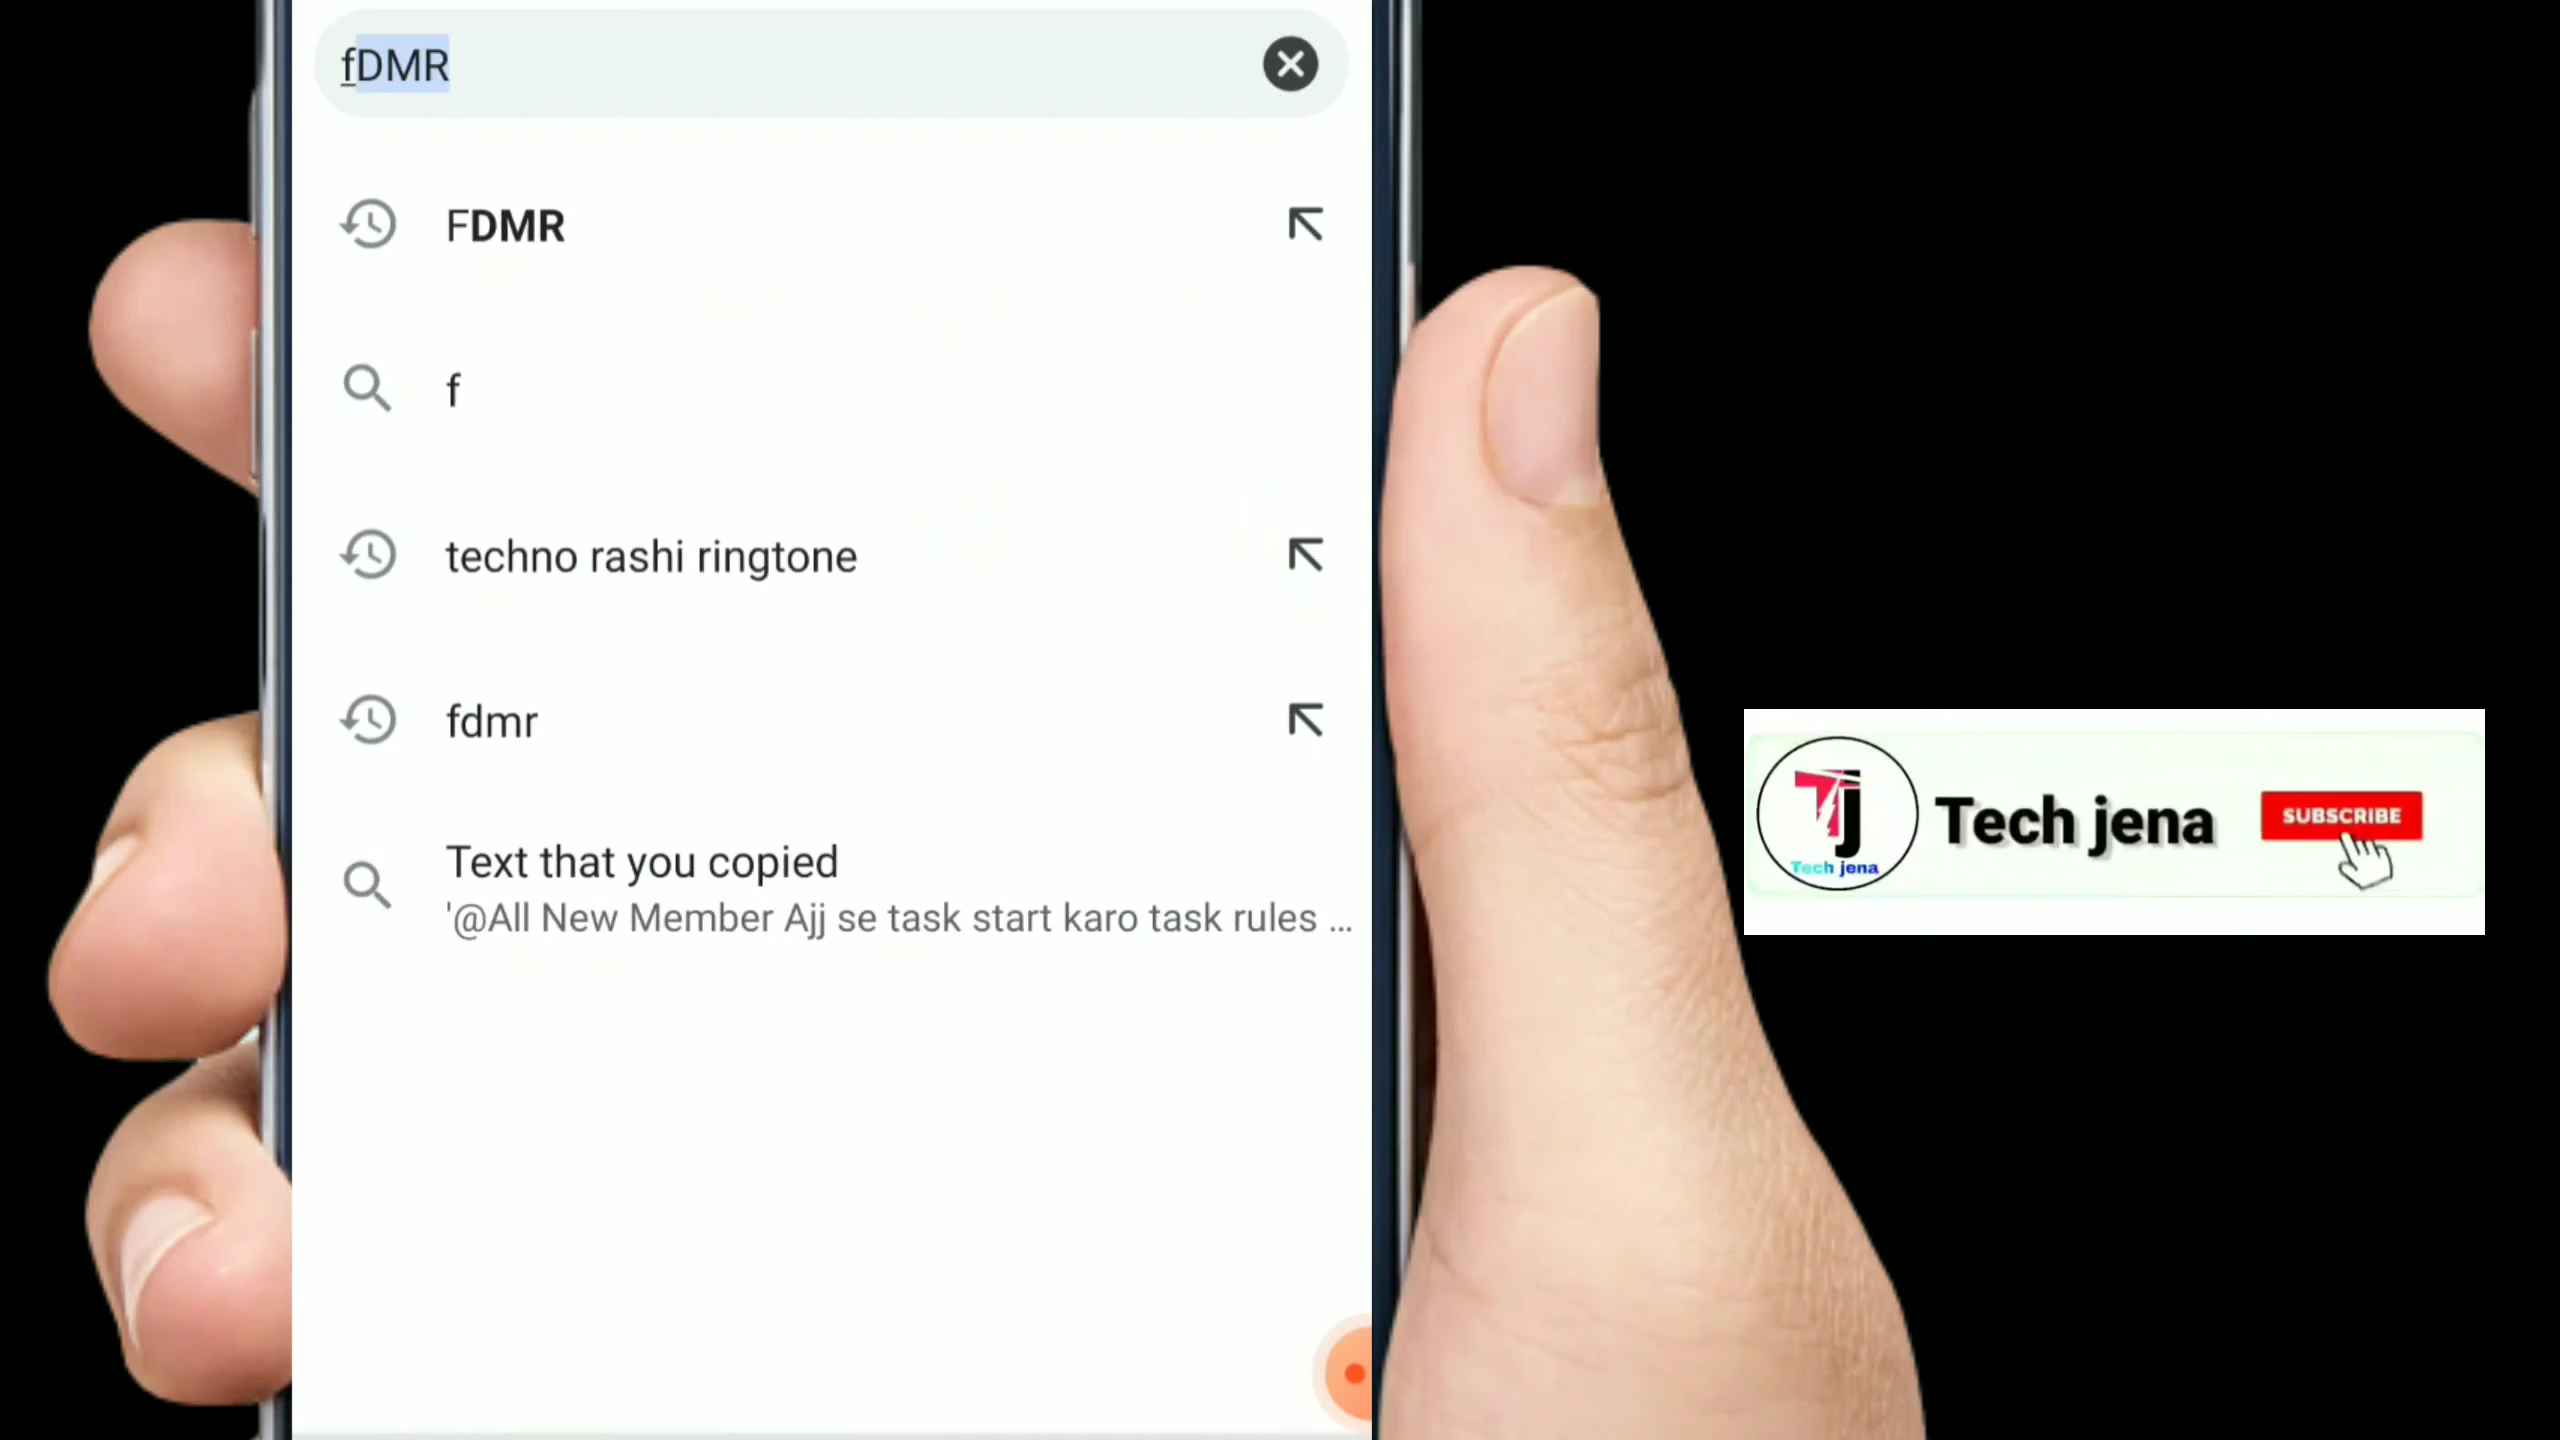 fDMR
FDMR
f
techno rashi ringtone
fdmr
Text that you copied
'@All New Member Ajj se task start karo task rules ...
TJ
Tech jena
Tech jena
SUBSCRIBE